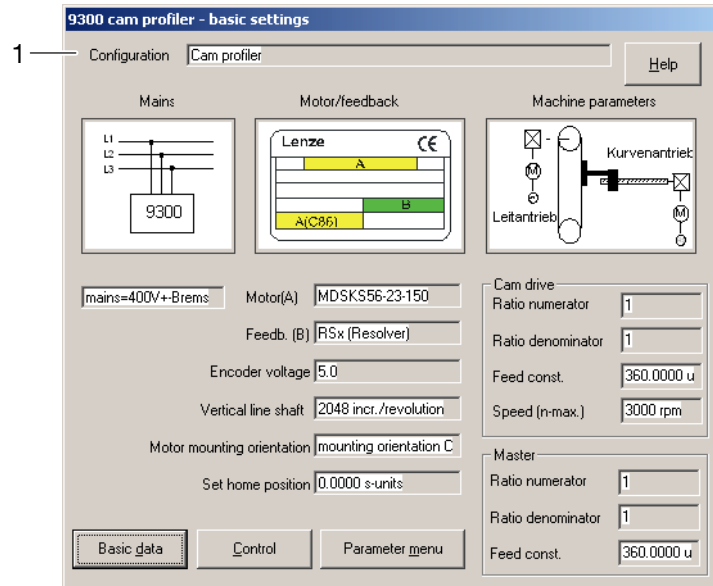 9300 cam profiler - basic settings
1
Configuration Cam profiler
Help
Mains Motor/feedback Machine parameters
L1
L2
L3
9300
Lenze CE
A
B
A(C86)
Kurvenantrieb
M
Leitantrieb
M
mains=400V+-Brems
Motor(A) MDSKS56-23-150
Feedb. (B) RSx (Resolver)
Encoder voltage 5.0
Vertical line shaft 2048 incr./revolution
Motor mounting orientation mounting orientation C
Set home position 0.0000 s-units
Cam drive
Ratio numerator 1
Ratio denominator 1
Feed const. 360.0000 u
Speed (n-max.) 3000 rpm
Master
Ratio numerator 1
Ratio denominator 1
Feed const. 360.0000 u
Basic data Control Parameter menu